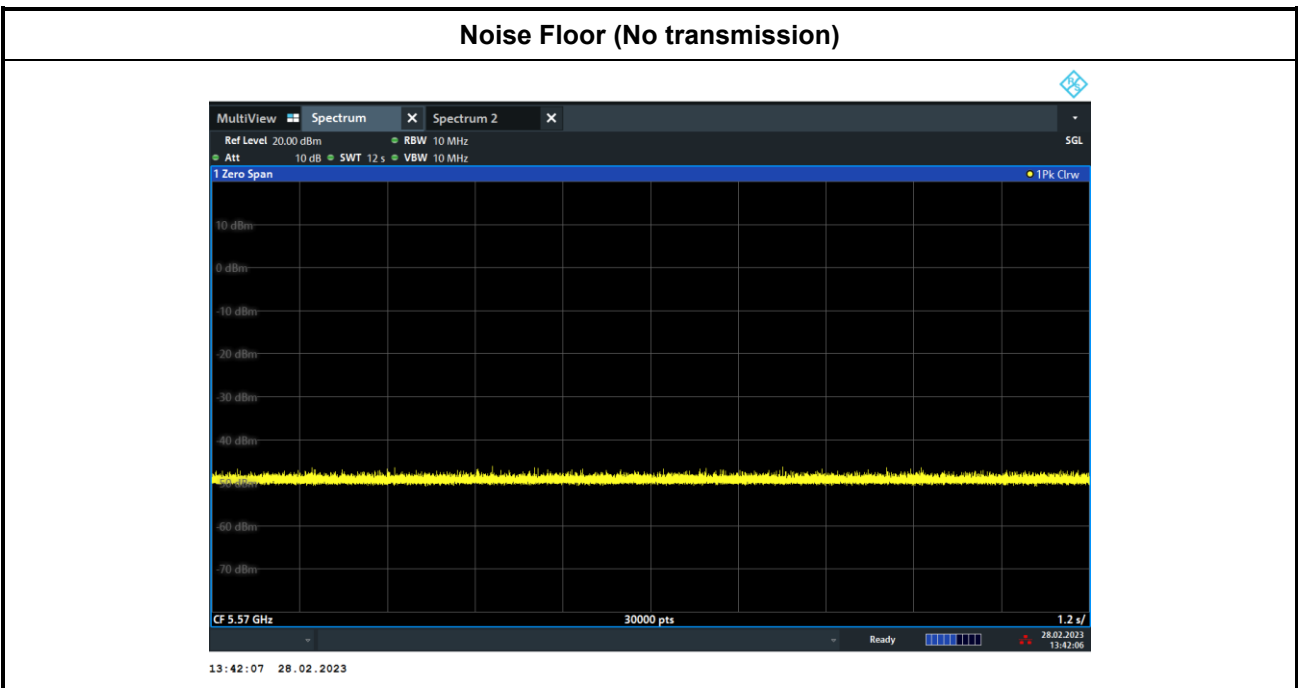 Noise Floor (No transmission)
R&S
MultiView Spectrum X Spectrum 2 X
Ref Level 20.00 dBm RBW 10 MHz SGL
Att 10 dB SWT 12 s VBW 10 MHz
1 Zero Span 1Pk Clrw
10 dBm
0 dBm
-10 dBm
-20 dBm
-30 dBm
-40 dBm
-50 dBm
-60 dBm
-70 dBm
CF 5.57 GHz 30000 pts 1.2 s/
Ready 28.02.2023
13:42:06
13:42:07 28.02.2023